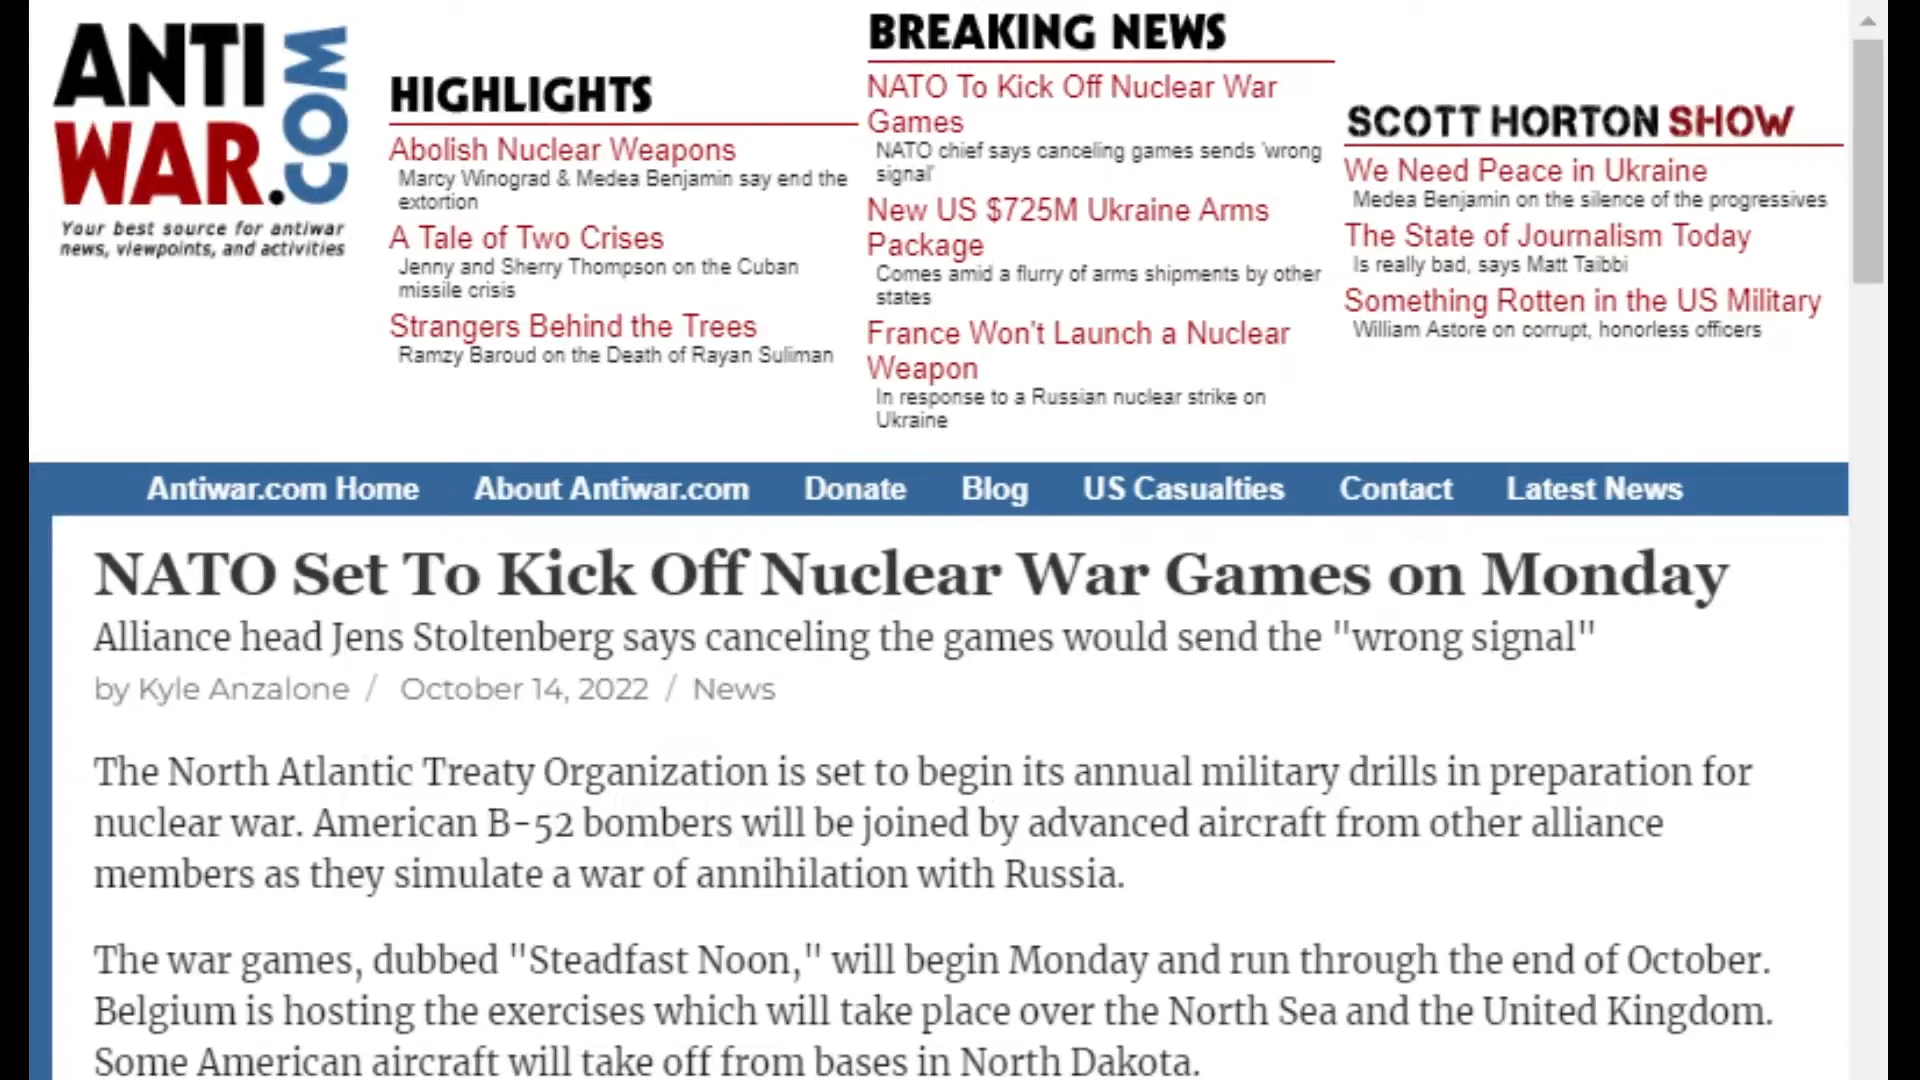 ANTI
WAR.COM
Your best source for antiwar
news, viewpoints, and activities
HIGHLIGHTS
Abolish Nuclear Weapons
Marcy Winograd & Medea Benjamin say end the
extortion
A Tale of Two Crises
Jenny and Sherry Thompson on the Cuban
missile crisis
Strangers Behind the Trees
Ramzy Baroud on the Death of Rayan Suliman
BREAKING NEWS
NATO To Kick Off Nuclear War
Games
NATO chief says canceling games sends 'wrong
signal'
New US $725M Ukraine Arms
Package
Comes amid a flurry of arms shipments by other
states
France Won't Launch a Nuclear
Weapon
In response to a Russian nuclear strike on
Ukraine
SCOTT HORTON SHOW
We Need Peace in Ukraine
Medea Benjamin on the silence of the progressives
The State of Journalism Today
Is really bad, says Matt Taibbi
Something Rotten in the US Military
William Astore on corrupt, honorless officers
Antiwar.com Home About Antiwar.com Donate Blog US Casualties Contact Latest News
NATO Set To Kick Off Nuclear War Games on Monday
Alliance head Jens Stoltenberg says canceling the games would send the "wrong signal"
by Kyle Anzalone / October 14, 2022 / News
The North Atlantic Treaty Organization is set to begin its annual military drills in preparation for
nuclear war. American B-52 bombers will be joined by advanced aircraft from other alliance
members as they simulate a war of annihilation with Russia.
The war games, dubbed "Steadfast Noon," will begin Monday and run through the end of October.
Belgium is hosting the exercises which will take place over the North Sea and the United Kingdom.
Some American aircraft will take off from bases in North Dakota.